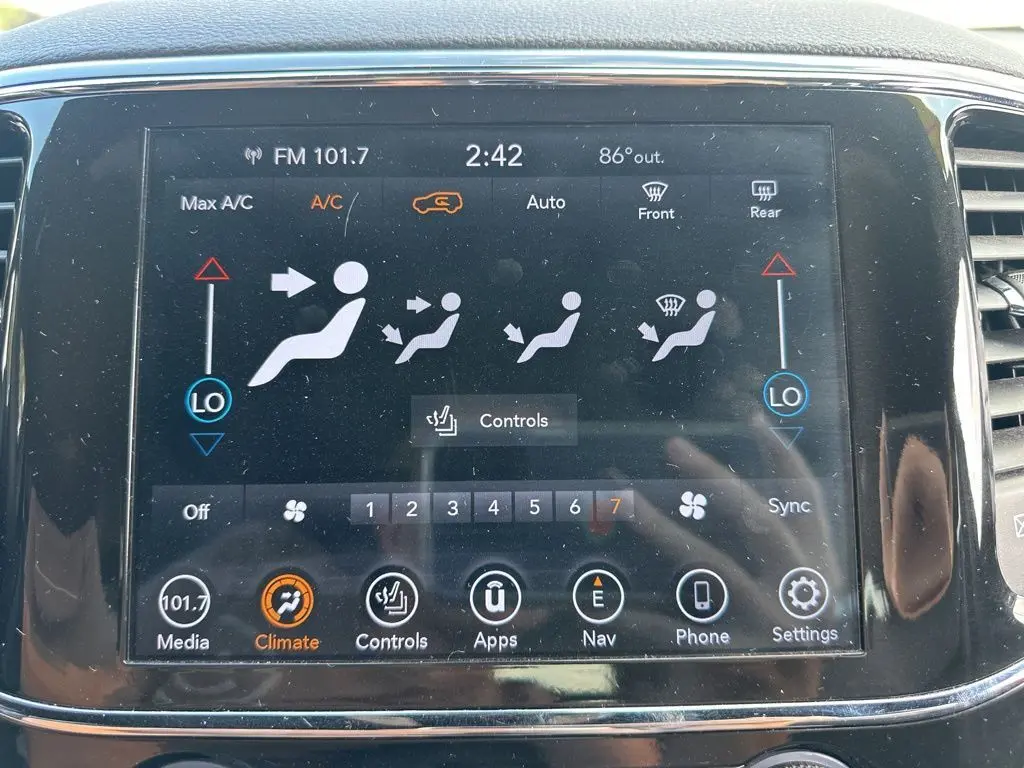 FM 101.7 2:42 86°out.
Max A/C A/C Auto Front Rear
LO LO
Controls
Off 1 2 3 4 5 6 7 Sync
101.7 u E
Media Climate Controls Apps Nav Phone Settings